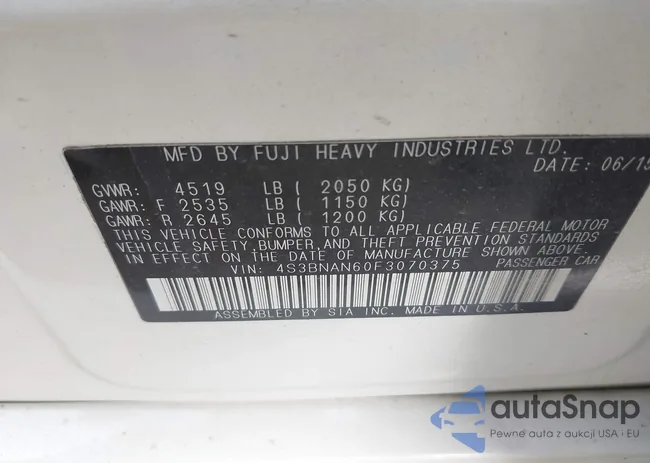 MFD BY FUJI HEAVY INDUSTRIES LTD.
DATE: 06/15
GVWR: 4519 LB ( 2050 KG)
GAWR: F 2535 LB ( 1150 KG)
GAWR: R 2645 LB ( 1200 KG)
THIS VEHICLE CONFORMS TO ALL APPLICABLE FEDERAL MOTOR
VEHICLE SAFETY, BUMPER, AND THEFT PREVENTION STANDARDS
IN EFFECT ON THE DATE OF MANUFACTURE SHOWN ABOVE.
VIN: 4S3BNAN60F3070375 PASSENGER CAR
ASSEMBLED BY SIA INC. MADE IN U.S.A.
autaSnap
Pewne auta z aukcji USA i EU